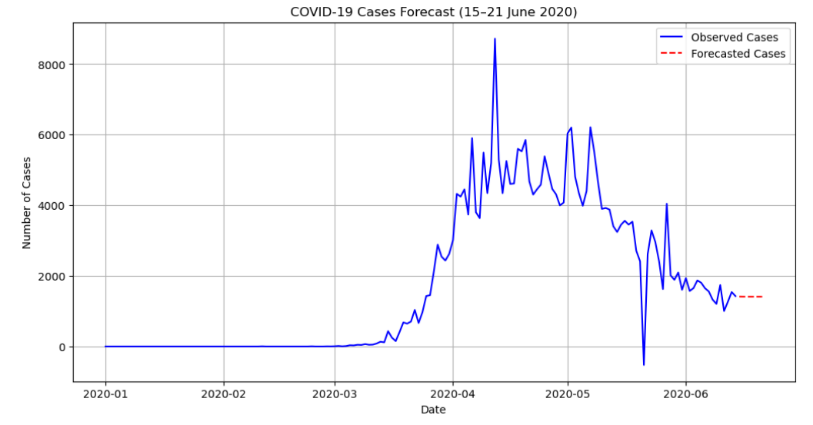 COVID-19 Cases Forecast (15–21 June 2020)
Observed Cases
Forecasted Cases
Number of Cases
8000
6000
4000
2000
0
2020-01 2020-02 2020-03 2020-04 2020-05 2020-06
Date